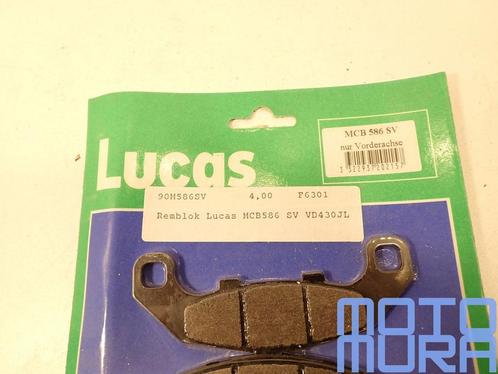 MCB 586 SV
nur Vorderachse
Lucas
90M586SV 4,00 F6301
Remblok Lucas MCB586 SV VD430JL
MOTO
MORA